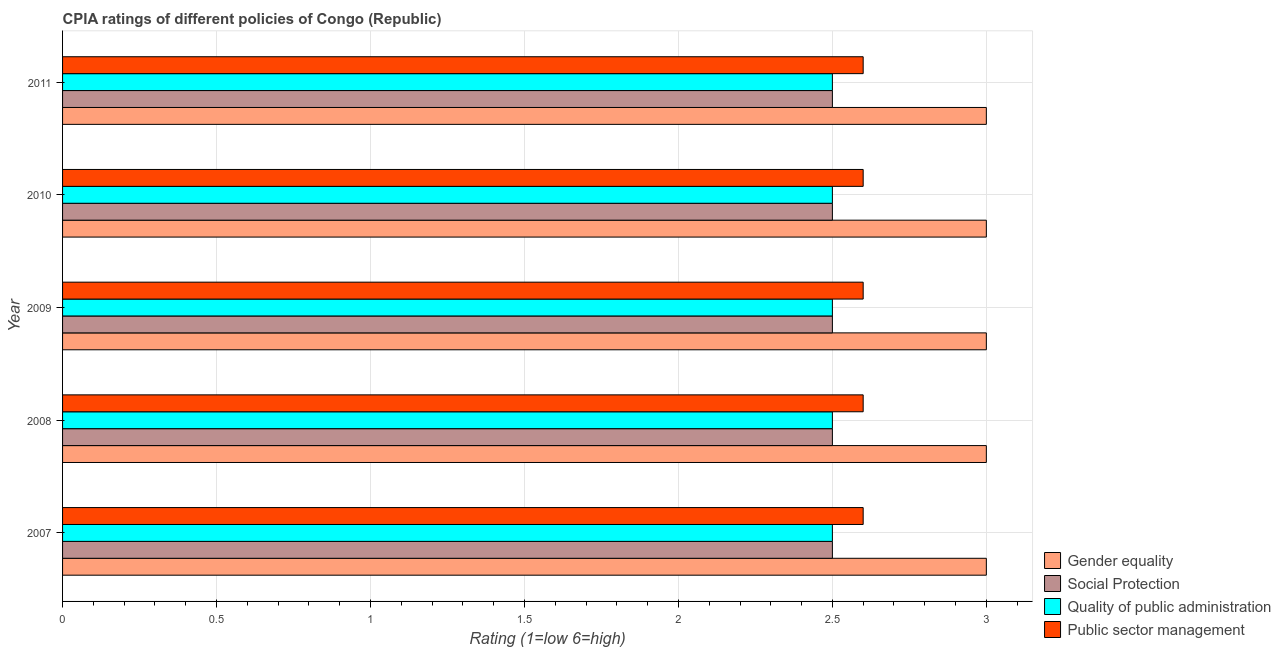 CPIA ratings of different policies of Congo (Republic)
2011
2010
2009
2008
2007
Year
0
0.5
1
1.5
2
2.5
3
Rating (1=low 6=high)
Gender equality
Social Protection
Quality of public administration
Public sector management